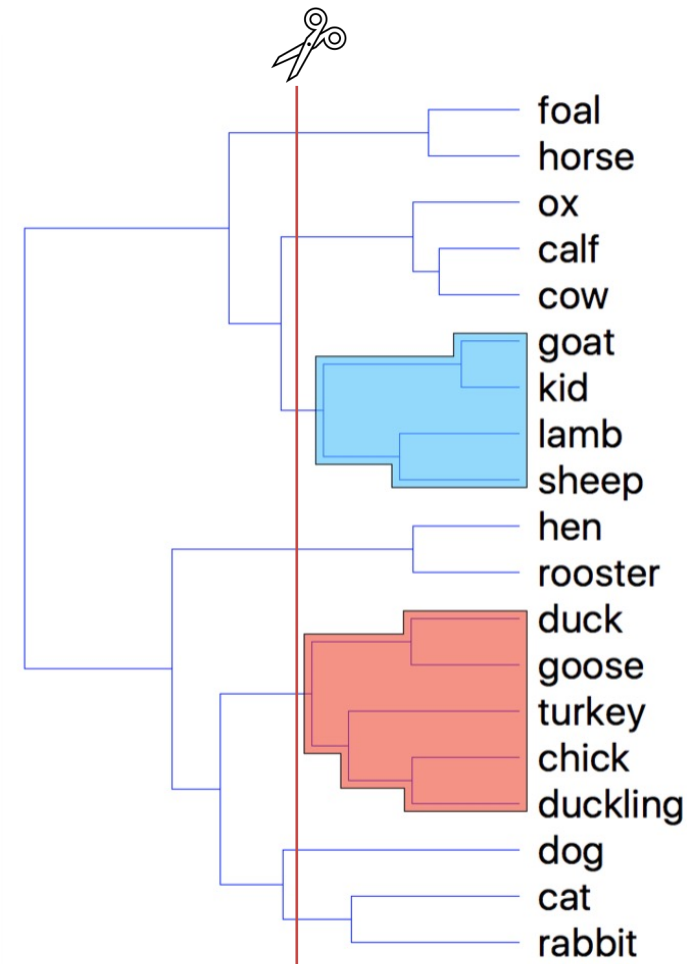 foal
horse
ox
calf
cow
goat
kid
lamb
sheep
hen
rooster
duck
goose
turkey
chick
duckling
dog
cat
rabbit